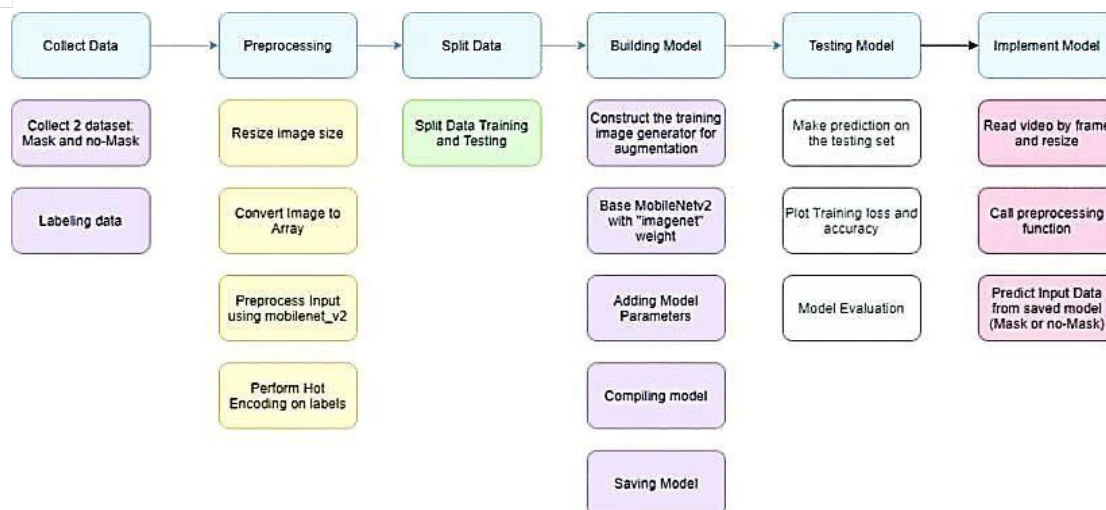 Collect Data
Preprocessing
Split Data
Building Model
Testing Model
Implement Model
Collect 2 dataset:
Mask and no-Mask
Labeling data
Resize image size
Convert Image to
Array
Preprocess Input
using mobilenet_v2
Perform Hot
Encoding on labels
Split Data Training
and Testing
Construct the training
image generator for
augmentation
Base MobileNetv2
with "imagenet"
weight
Adding Model
Parameters
Compiling model
Saving Model
Make prediction on
the testing set
Plot Training loss and
accuracy
Model Evaluation
Read video by frame
and resize
Call preprocessing
function
Predict Input Data
from saved model
(Mask or no-Mask)